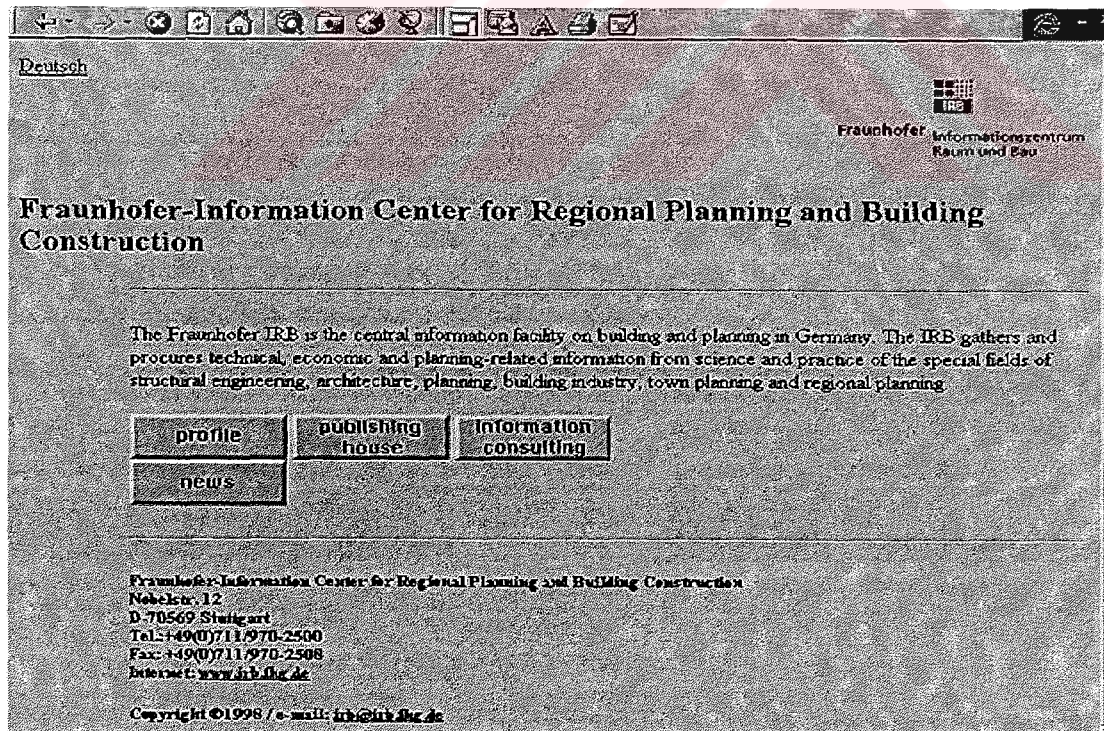 Deutsch
IRB
Fraunhofer Informationszentrum
Raum und Bau
Fraunhofer-Information Center for Regional Planning and Building
Construction
The Fraunhofer IRB is the central information facility on building and planning in Germany. The IRB gathers and
procures technical, economic and planning-related information from science and practice of the special fields of
structural engineering, architecture, planning, building industry, town planning and regional planning.
profile
publishing
house
information
consulting
news
Fraunhofer-Information Center for Regional Planning and Building Construction
Nobelstr. 12
D-70569 Stuttgart
Tel.:+49(0)711/970-2500
Fax: +49(0)711/970-2508
Internet: www.irb.fhg.de
Copyright ©1998 / e-mail: irb@irb.fhg.de